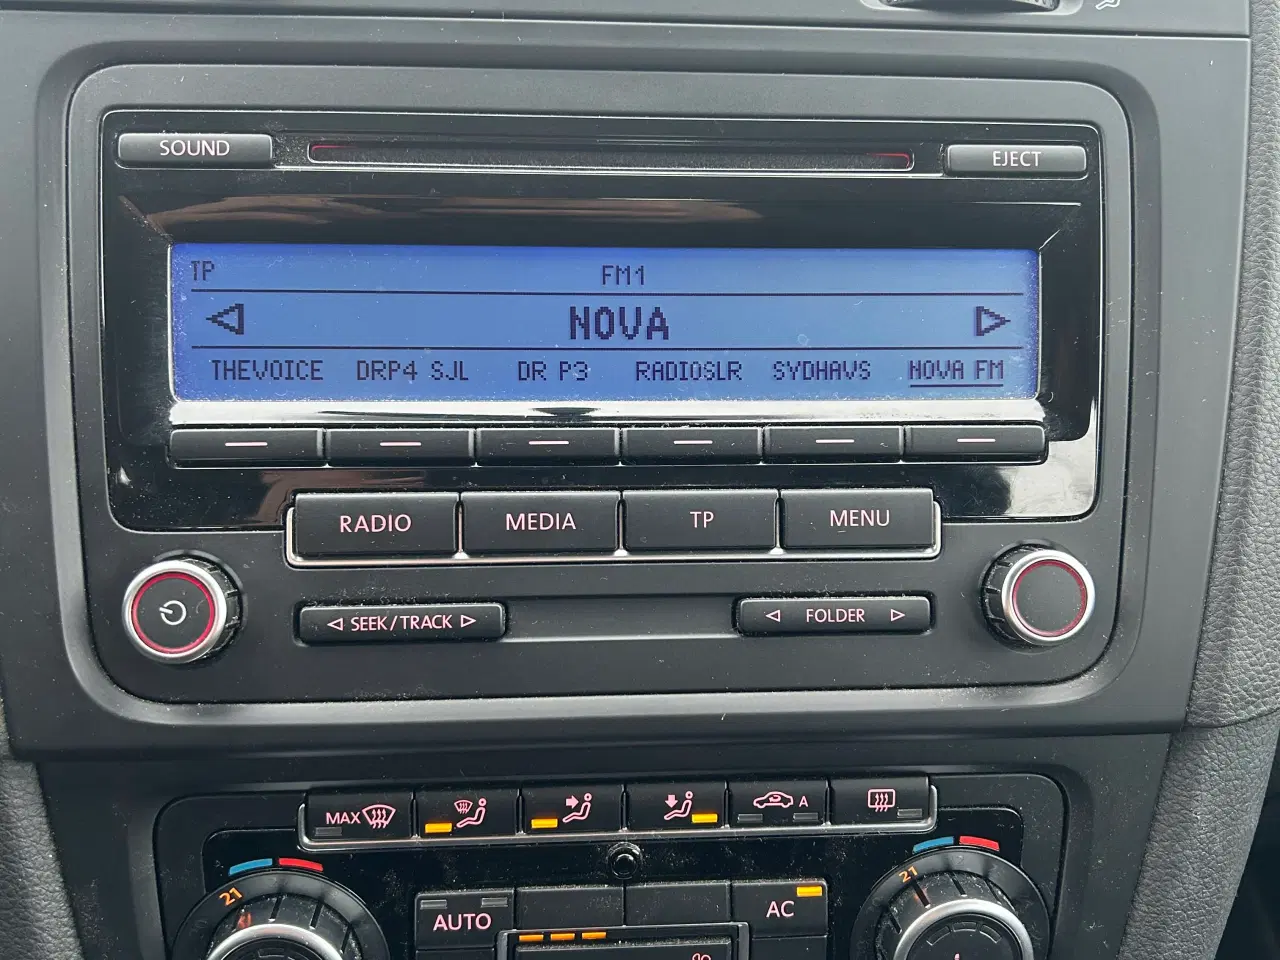 SOUND EJECT
TP FM1
NOVA
THEVOICE DRP4 SJL DR P3 RADIOSLR SYDHAVS NOVA FM
RADIO MEDIA TP MENU
SEEK/TRACK FOLDER
MAX A
21 21
AUTO AC